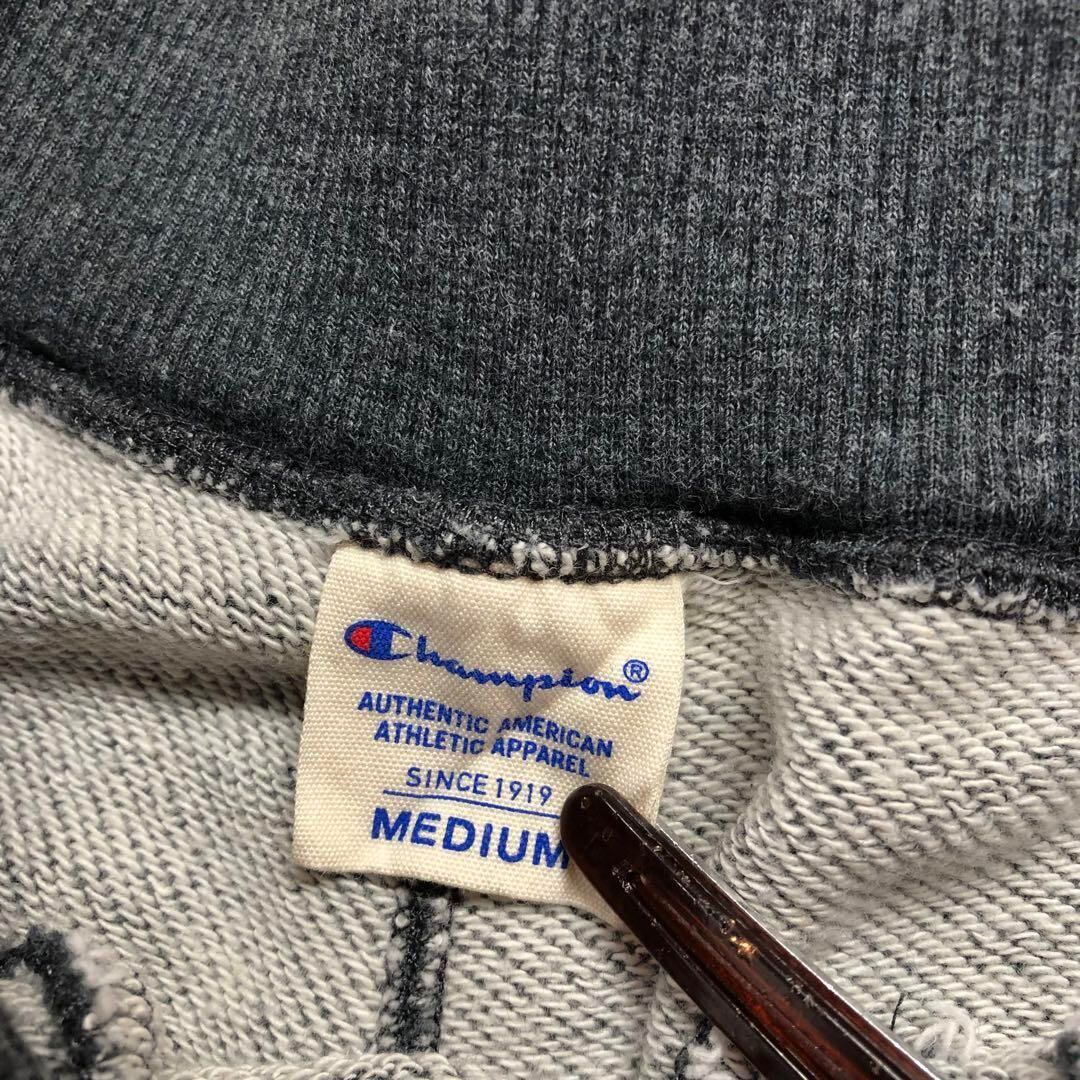 Champion®
AUTHENTIC AMERICAN
ATHLETIC APPAREL
SINCE 1919
MEDIUM